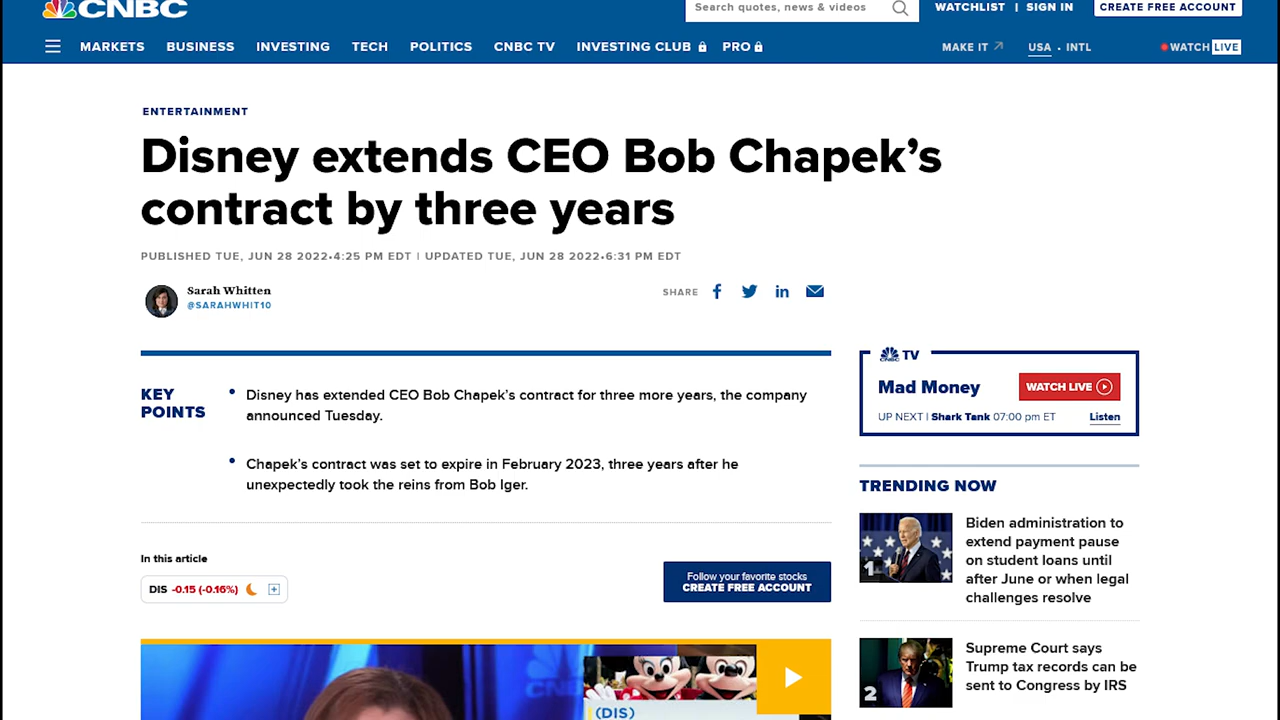 CNBC
Search quotes, news & videos
WATCHLIST | SIGN IN
CREATE FREE ACCOUNT
MARKETS BUSINESS INVESTING TECH POLITICS CNBC TV INVESTING CLUB PRO
MAKE IT USA · INTL WATCH LIVE
ENTERTAINMENT
Disney extends CEO Bob Chapek’s
contract by three years
PUBLISHED TUE, JUN 28 2022•4:25 PM EDT | UPDATED TUE, JUN 28 2022•6:31 PM EDT
Sarah Whitten
@SARAHWHIT10
SHARE
KEY
POINTS
Disney has extended CEO Bob Chapek’s contract for three more years, the company
announced Tuesday.
Chapek’s contract was set to expire in February 2023, three years after he
unexpectedly took the reins from Bob Iger.
In this article
DIS -0.15 (-0.16%)
Follow your favorite stocks
CREATE FREE ACCOUNT
CNBC
(DIS)
CNBC TV
Mad Money
WATCH LIVE
UP NEXT | Shark Tank 07:00 pm ET
Listen
TRENDING NOW
1
Biden administration to
extend payment pause
on student loans until
after June or when legal
challenges resolve
2
Supreme Court says
Trump tax records can be
sent to Congress by IRS